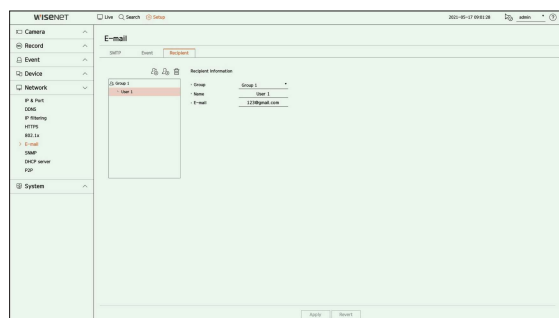 WISENET
Live Search Setup 2021-05-17 09:01:28 admin
Camera
Record
Event
Device
Network
IP & Port
DDNS
IP filtering
HTTPS
802.1x
E-mail
SNMP
DHCP server
P2P
System
E-mail
SMTP Event Recipient
Group 1
User 1
Recipient Information
Group Group 1
Name User 1
E-mail 123@gmail.com
Apply Revert